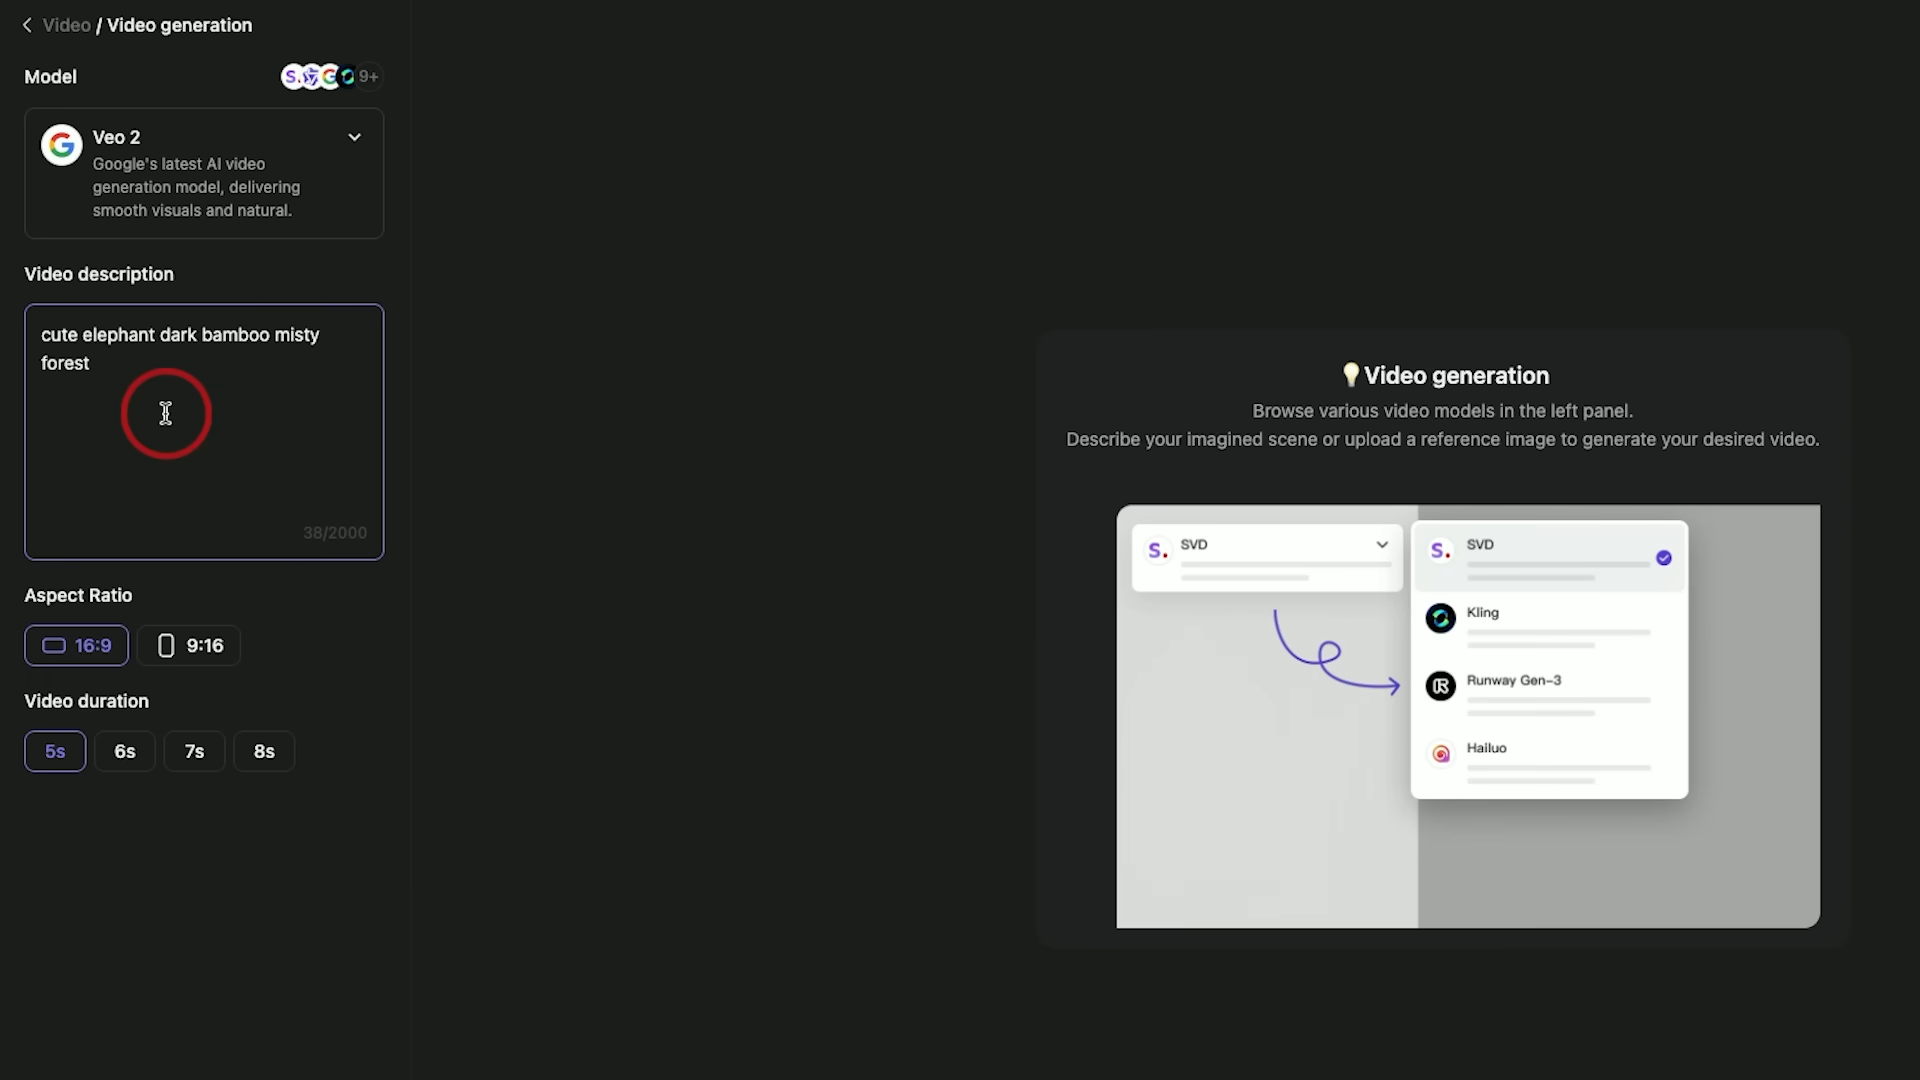 Video / Video generation
Model
9+
Veo 2
Google's latest AI video
generation model, delivering
smooth visuals and natural.
Video description
cute elephant dark bamboo misty
forest
38/2000
Aspect Ratio
16:9
9:16
Video duration
5s
6s
7s
8s
Video generation
Browse various video models in the left panel.
Describe your imagined scene or upload a reference image to generate your desired video.
S. SVD
S. SVD
Kling
Runway Gen-3
Hailuo